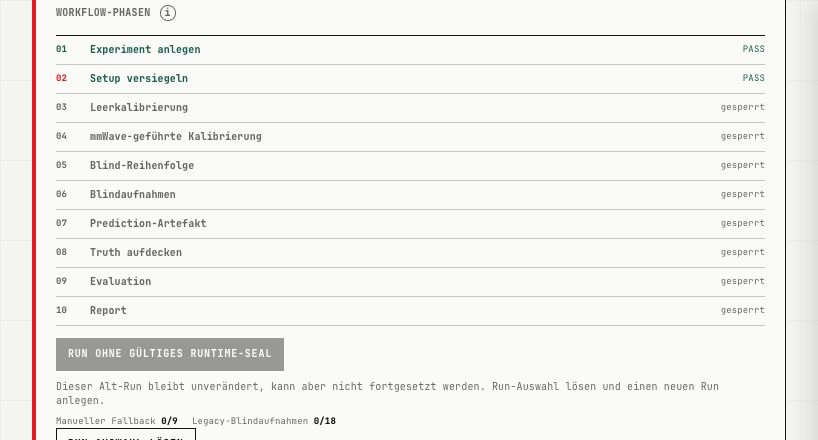 WORKFLOW-PHASEN i
01 Experiment anlegen PASS
02 Setup versiegeln PASS
03 Leerkalibrierung gesperrt
04 mmWave-geführte Kalibrierung gesperrt
05 Blind-Reihenfolge gesperrt
06 Blindaufnahmen gesperrt
07 Prediction-Artefakt gesperrt
08 Truth aufdecken gesperrt
09 Evaluation gesperrt
10 Report gesperrt
RUN OHNE GÜLTIGES RUNTIME-SEAL
Dieser Alt-Run bleibt unverändert, kann aber nicht fortgesetzt werden. Run-Auswahl lösen und einen neuen Run
anlegen.
Manueller Fallback 0/9 Legacy-Blindaufnahmen 0/18
RUN-AUSWAHL LÖSEN